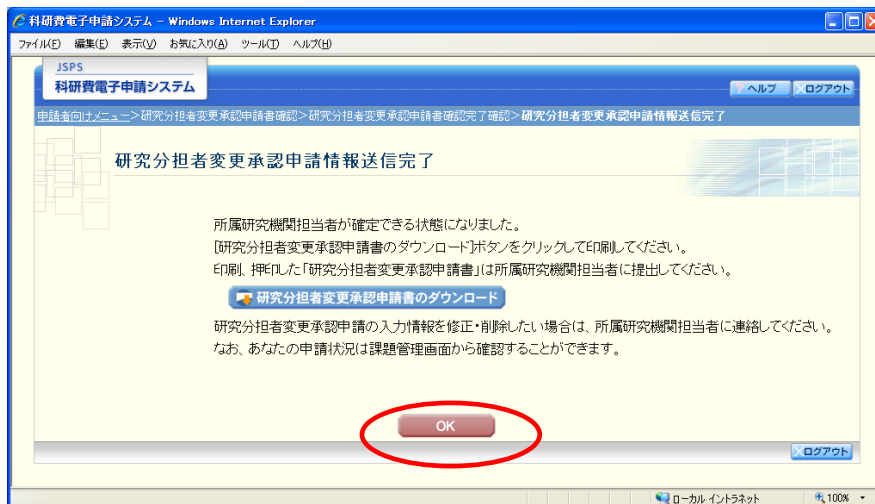 科研費電子申請システム - Windows Internet Explorer
ファイル(F) 編集(E) 表示(V) お気に入り(A) ツール(T) ヘルプ(H)
JSPS
科研費電子申請システム
ヘルプ ログアウト
申請者向けメニュー>研究分担者変更承認申請書確認>研究分担者変更承認申請書確認完了確認>研究分担者変更承認申請情報送信完了
研究分担者変更承認申請情報送信完了
所属研究機関担当者が確定できる状態になりました。
[研究分担者変更承認申請書のダウンロード]ボタンをクリックして印刷してください。
印刷、押印した「研究分担者変更承認申請書」は所属研究機関担当者に提出してください。
研究分担者変更承認申請書のダウンロード
研究分担者変更承認申請の入力情報を修正・削除したい場合は、所属研究機関担当者に連絡してください。
なお、あなたの申請状況は課題管理画面から確認することができます。
OK
ログアウト
ローカル イントラネット 100%